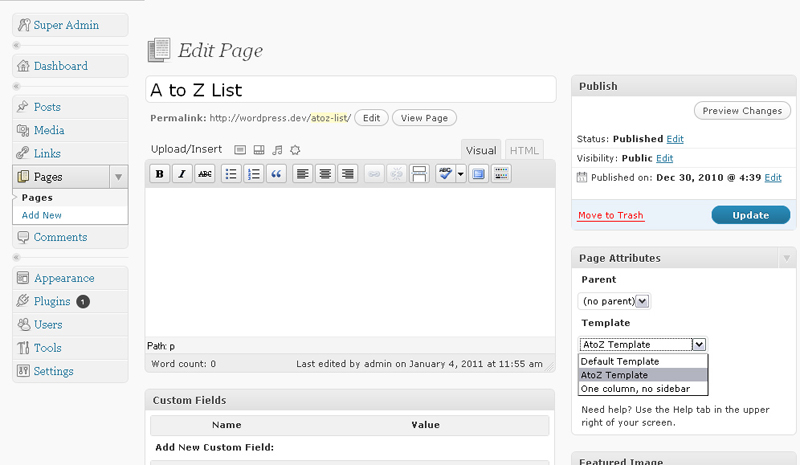 Super Admin
Dashboard
Posts
Media
Links
Pages
Pages
Add New
Comments
Appearance
Plugins 1
Users
Tools
Settings
Edit Page
A to Z List
Permalink: http://wordpress.dev/atoz-list/ Edit View Page
Upload/Insert Visual HTML
B I ABC ABC
Path: p
Word count: 0 Last edited by admin on January 4, 2011 at 11:55 am
Custom Fields
Name Value
Add New Custom Field:
Publish
Preview Changes
Status: Published Edit
Visibility: Public Edit
Published on: Dec 30, 2010 @ 4:39 Edit
Move to Trash Update
Page Attributes
Parent
(no parent)
Template
AtoZ Template
Default Template
AtoZ Template
One column, no sidebar
Need help? Use the Help tab in the upper
right of your screen.
Featured Image